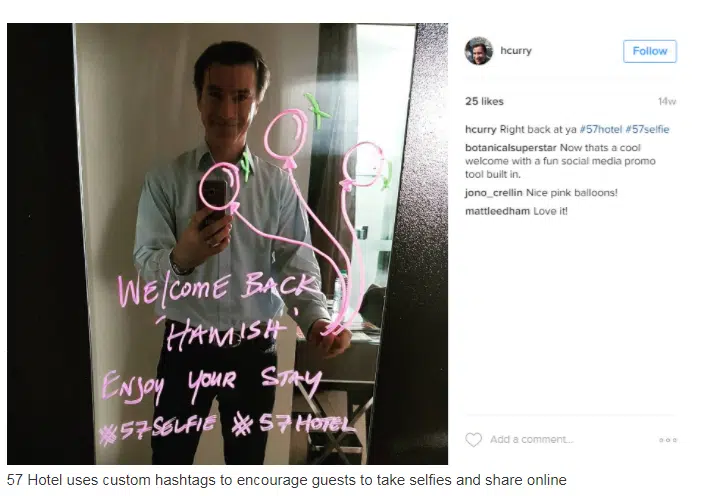 WELCOME BACK
'HAMISH'
ENJOY YOUR STAY
#57SELFIE #57HOTEL
hcurry
Follow
25 likes
14w
hcurry Right back at ya #57hotel #57selfie
botanicalsuperstar Now thats a cool
welcome with a fun social media promo
tool built in.
jono_crellin Nice pink balloons!
mattleedham Love it!
Add a comment...
57 Hotel uses custom hashtags to encourage guests to take selfies and share online